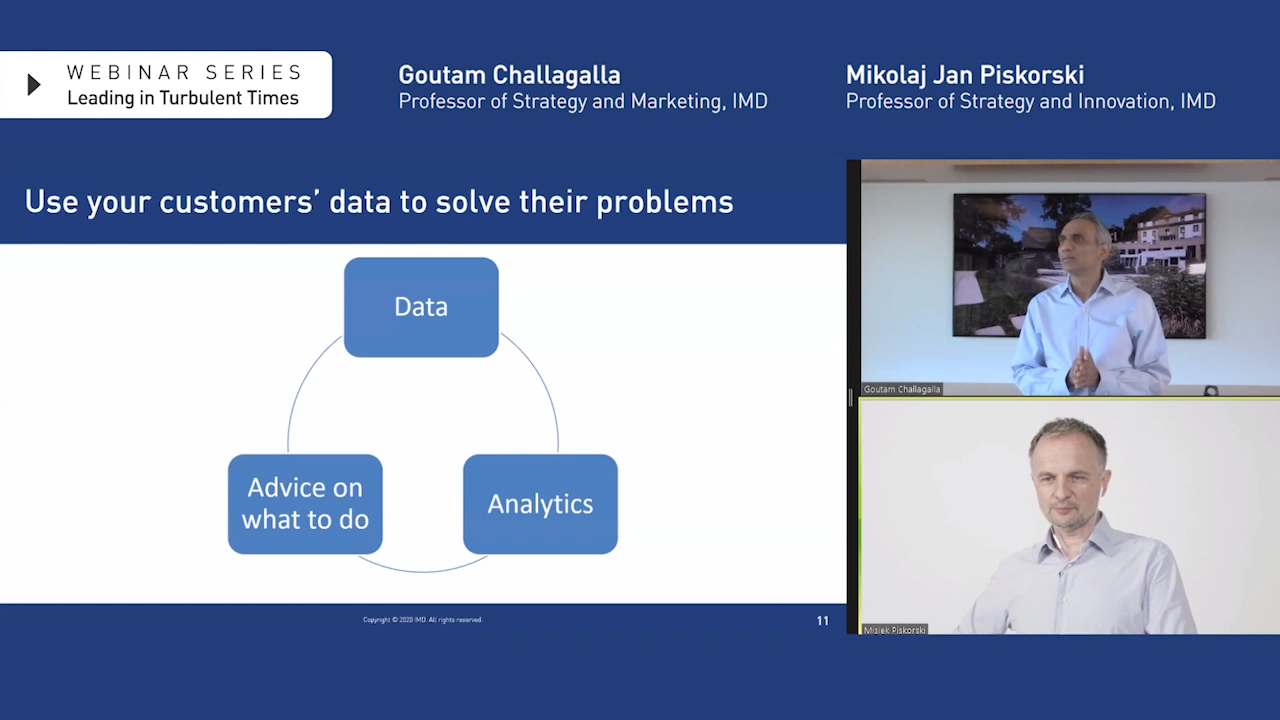 WEBINAR SERIES
Leading in Turbulent Times
Goutam Challagalla
Professor of Strategy and Marketing, IMD
Mikolaj Jan Piskorski
Professor of Strategy and Innovation, IMD
Use your customers’ data to solve their problems
Data
Advice on
what to do
Analytics
Copyright © 2020 IMD. All rights reserved.
11
Goutam Challagalla
Misiek Piskorski